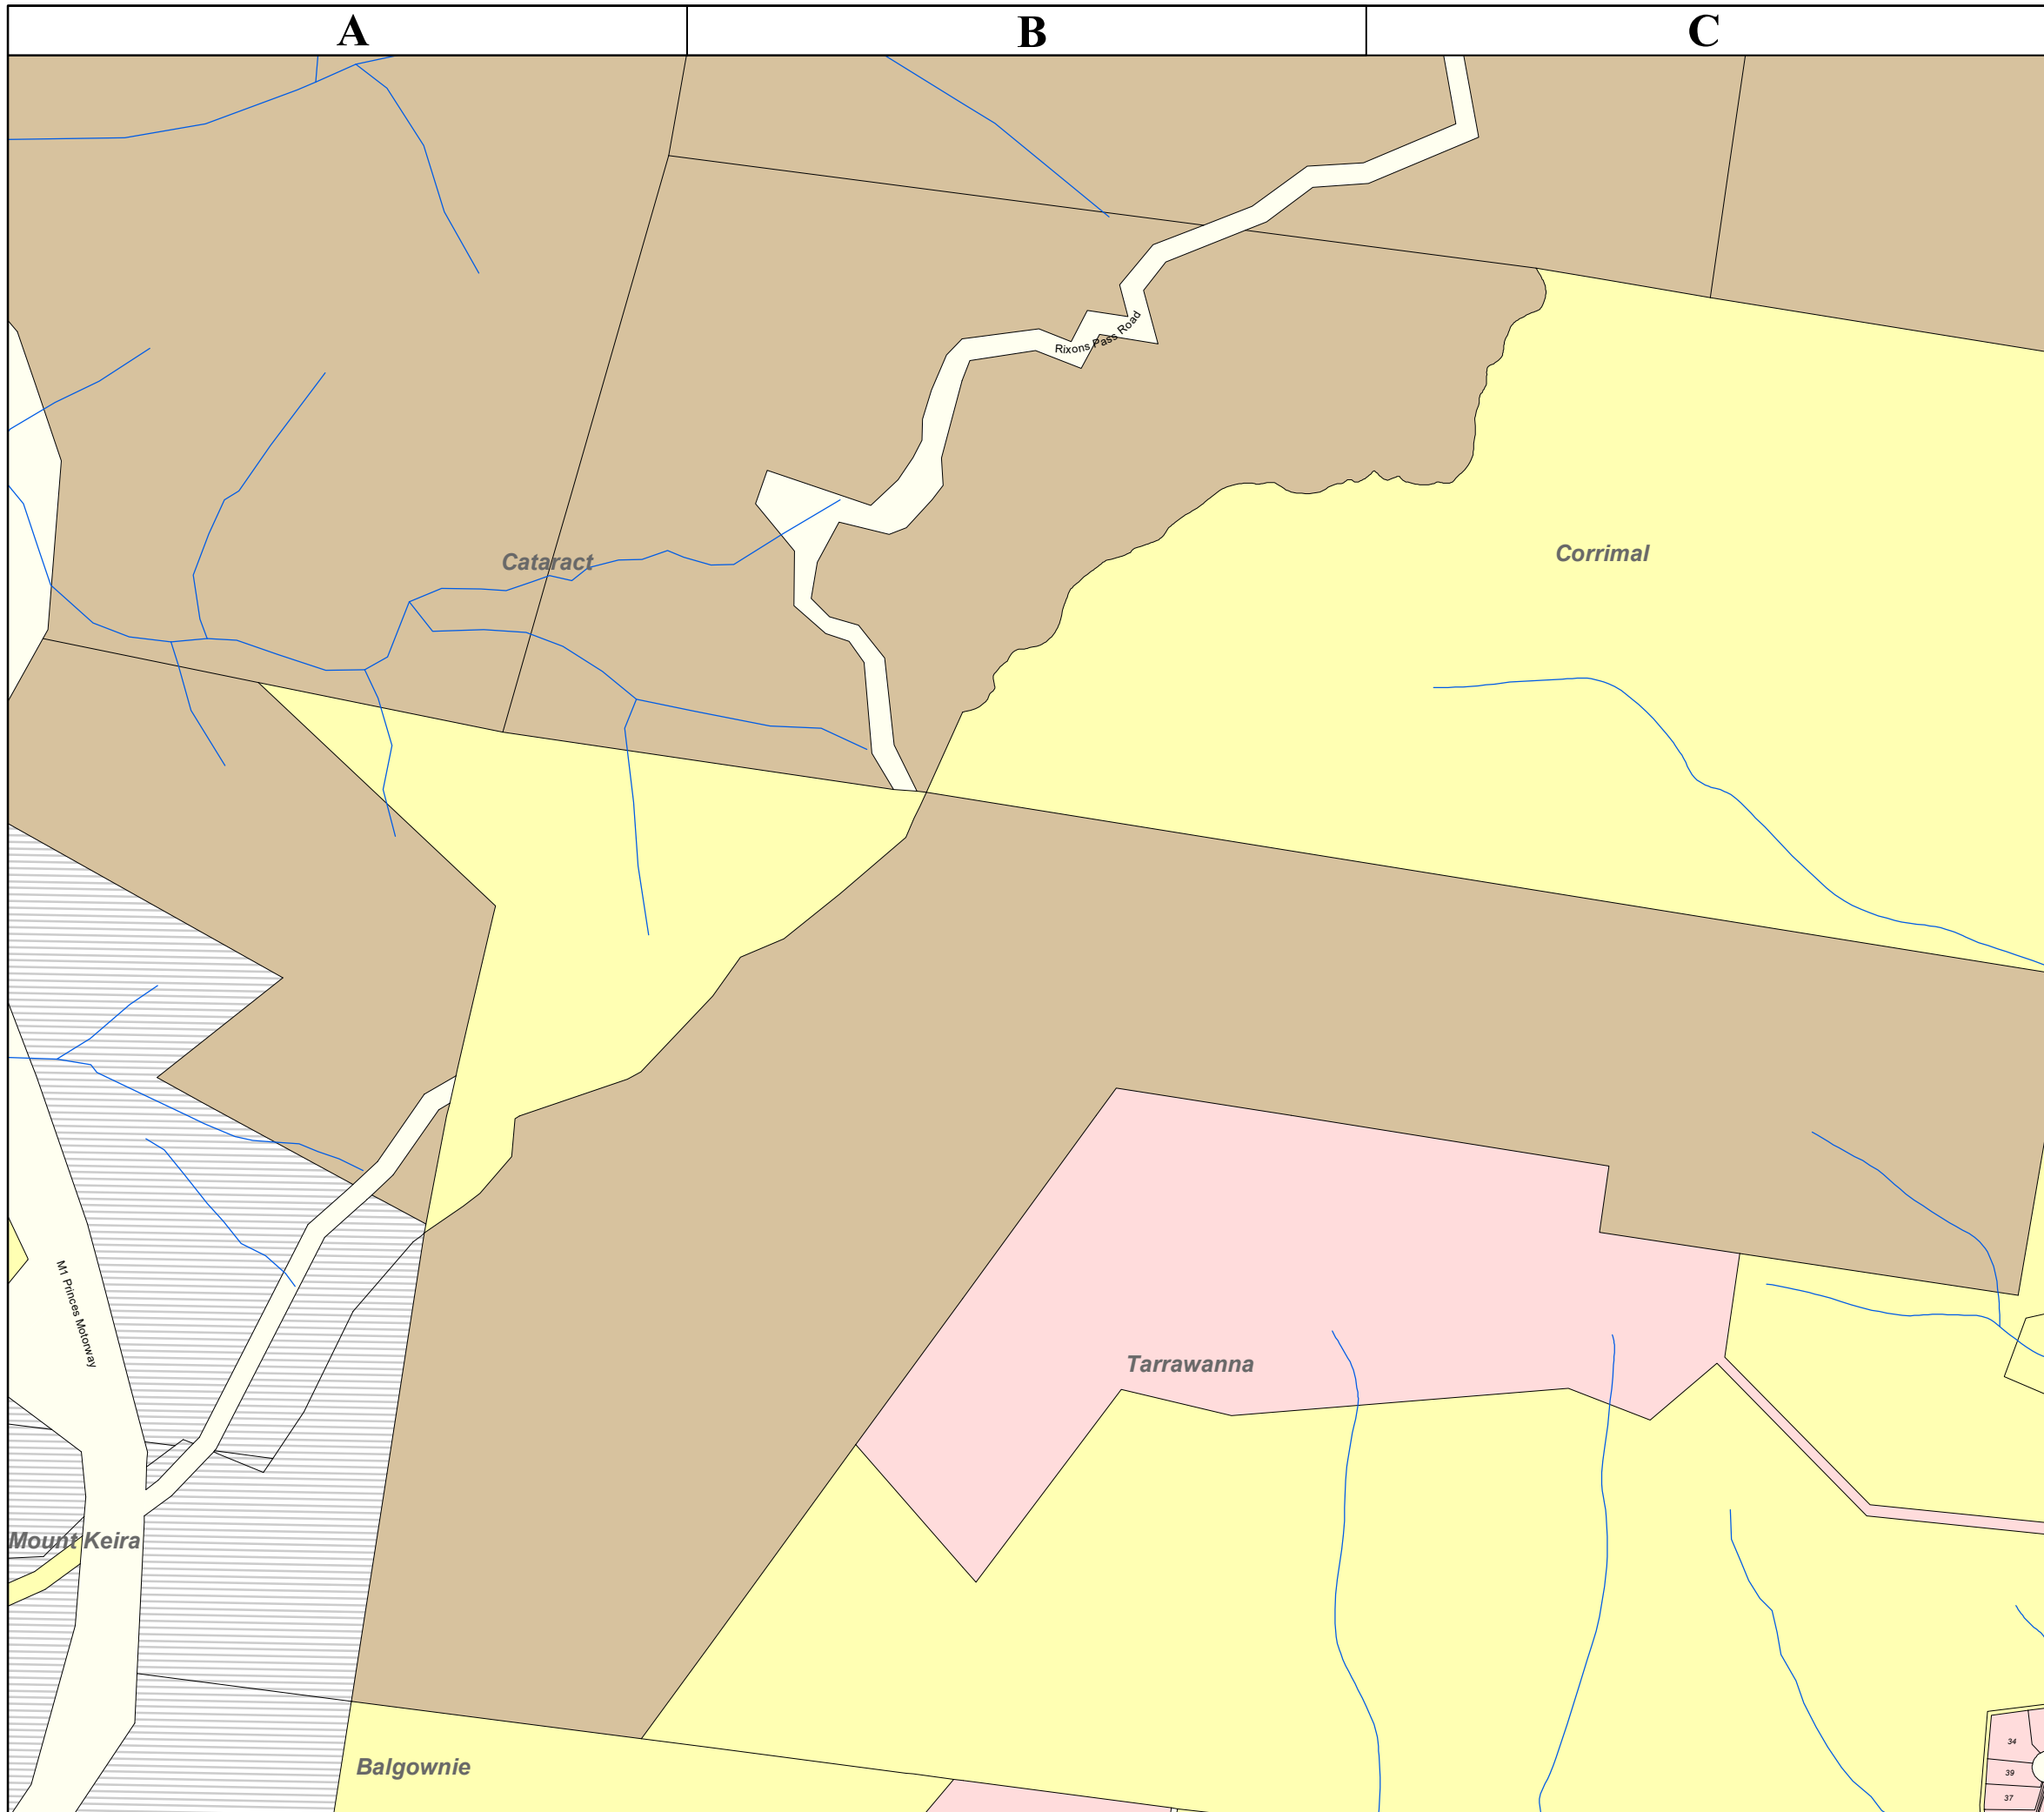 A
B
C
Rixons Pass Road
Cataract
Corrimal
M1 Princes Motorway
Tarrawanna
Mount Keira
34
Balgownie
39
37